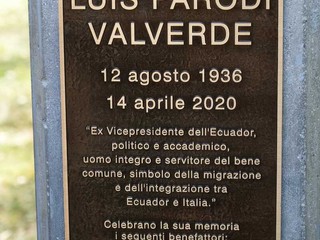 LUIS PARODI
VALVERDE
12 agosto 1936
14 aprile 2020
“Ex Vicepresidente dell'Ecuador,
politico e accademico,
uomo integro e servitore del bene
comune, simbolo della migrazione
e dell'integrazione tra
Ecuador e Italia.”
Celebrano la sua memoria
i seguenti benefattori: